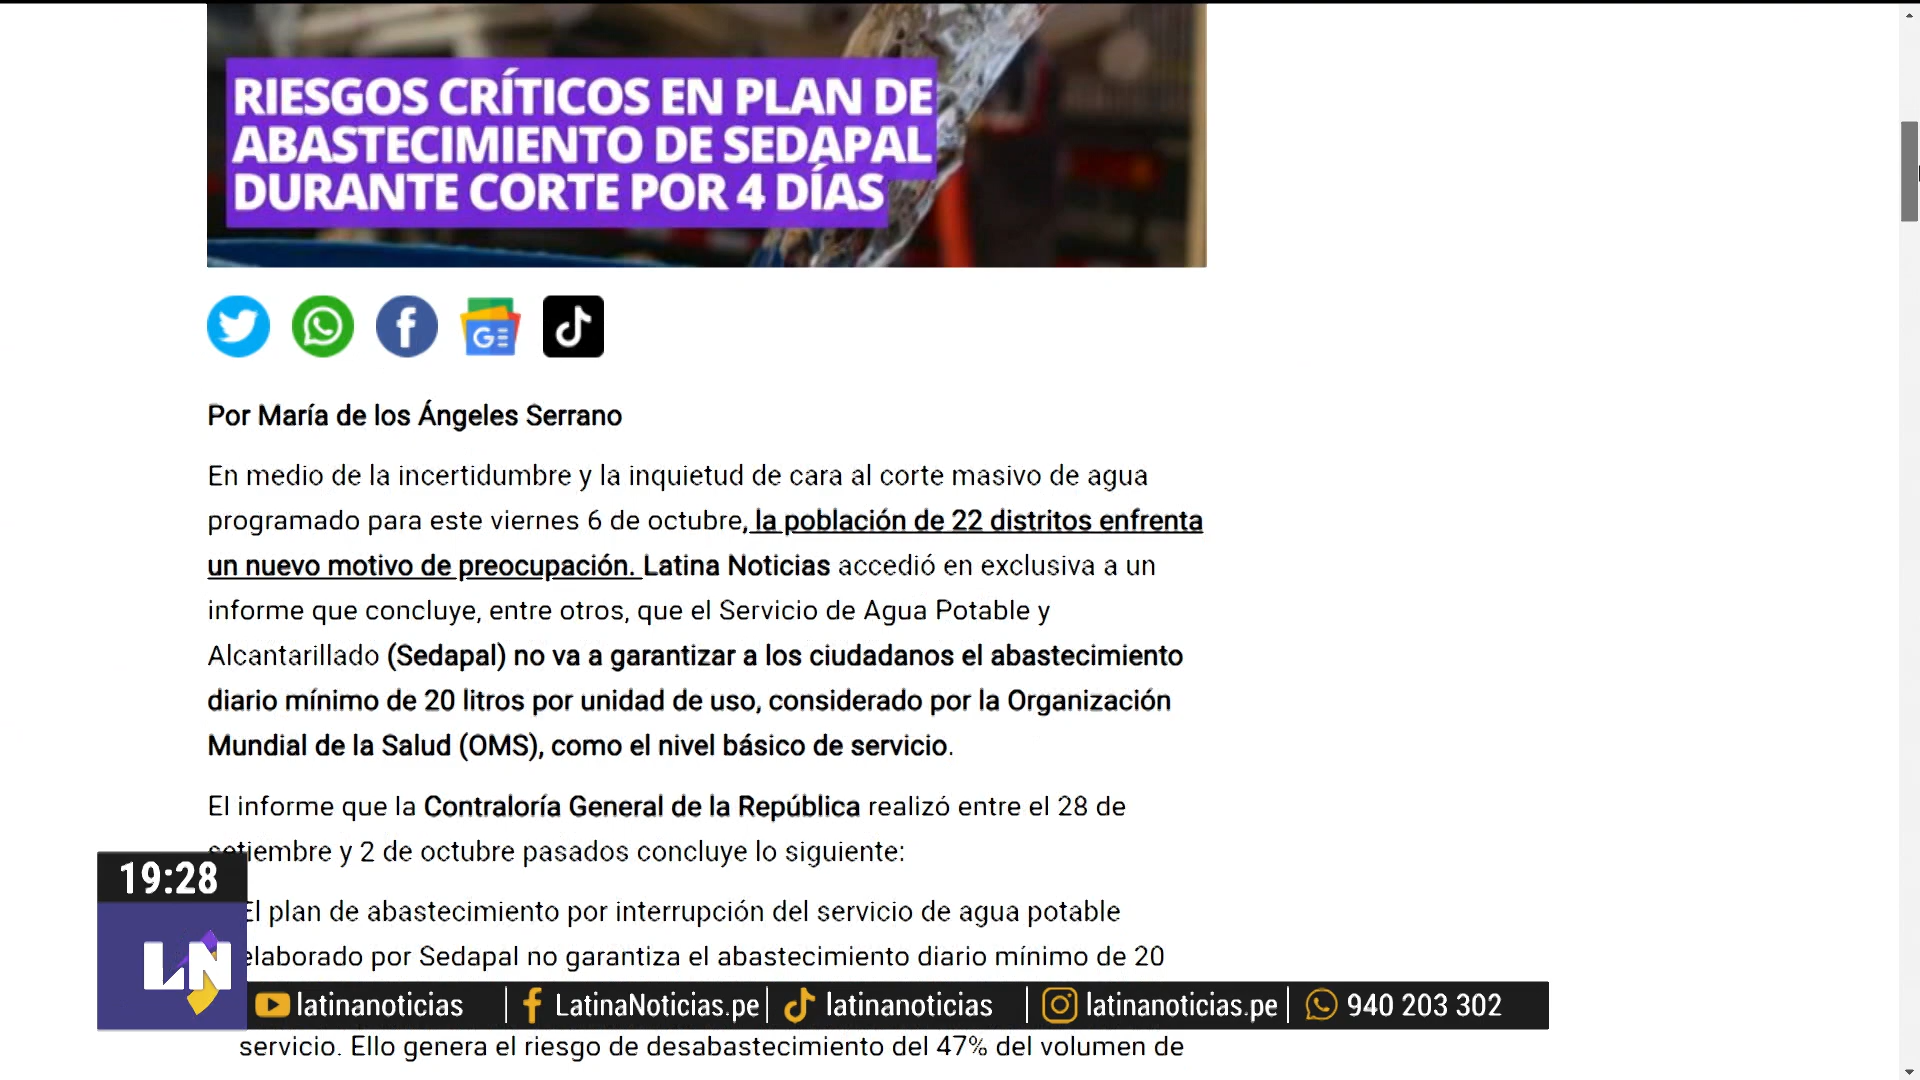 RIESGOS CRÍTICOS EN PLAN DE
ABASTECIMIENTO DE SEDAPAL
DURANTE CORTE POR 4 DÍAS
GE
Por María de los Ángeles Serrano
En medio de la incertidumbre y la inquietud de cara al corte masivo de agua
programado para este viernes 6 de octubre, la población de 22 distritos enfrenta
un nuevo motivo de preocupación. Latina Noticias accedió en exclusiva a un
informe que concluye, entre otros, que el Servicio de Agua Potable y
Alcantarillado (Sedapal) no va a garantizar a los ciudadanos el abastecimiento
diario mínimo de 20 litros por unidad de uso, considerado por la Organización
Mundial de la Salud (OMS), como el nivel básico de servicio.
El informe que la Contraloría General de la República realizó entre el 28 de
setiembre y 2 de octubre pasados concluye lo siguiente:
El plan de abastecimiento por interrupción del servicio de agua potable
elaborado por Sedapal no garantiza el abastecimiento diario mínimo de 20
servicio. Ello genera el riesgo de desabastecimiento del 47% del volumen de
19:28
LN
latinanoticias
LatinaNoticias.pe
latinanoticias
latinanoticias.pe
940 203 302